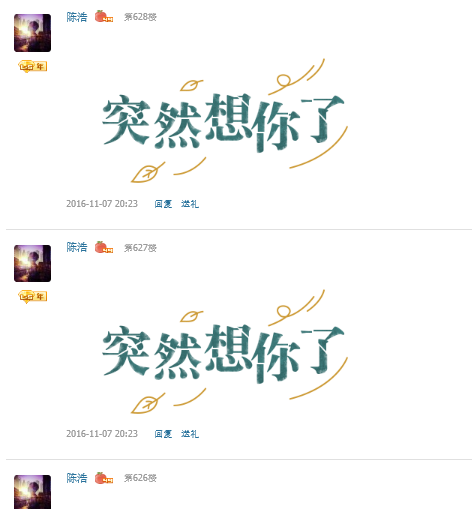 陈浩 第628楼
年
突然想你了
2016-11-07 20:23 回复 送礼
陈浩 第627楼
年
突然想你了
2016-11-07 20:23 回复 送礼
陈浩 第626楼